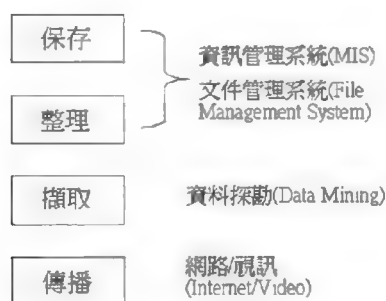 保存
資訊管理系統(MIS)
文件管理系統(File
Management System)
整理
擷取
資料探勘(Data Mining)
傳播
網路/視訊
(Internet/Video)